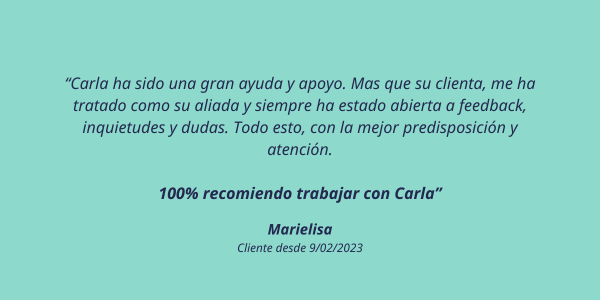 “Carla ha sido una gran ayuda y apoyo. Mas que su clienta, me ha
tratado como su aliada y siempre ha estado abierta a feedback,
inquietudes y dudas. Todo esto, con la mejor predisposición y
atención.
100% recomiendo trabajar con Carla”
Marielisa
Cliente desde 9/02/2023